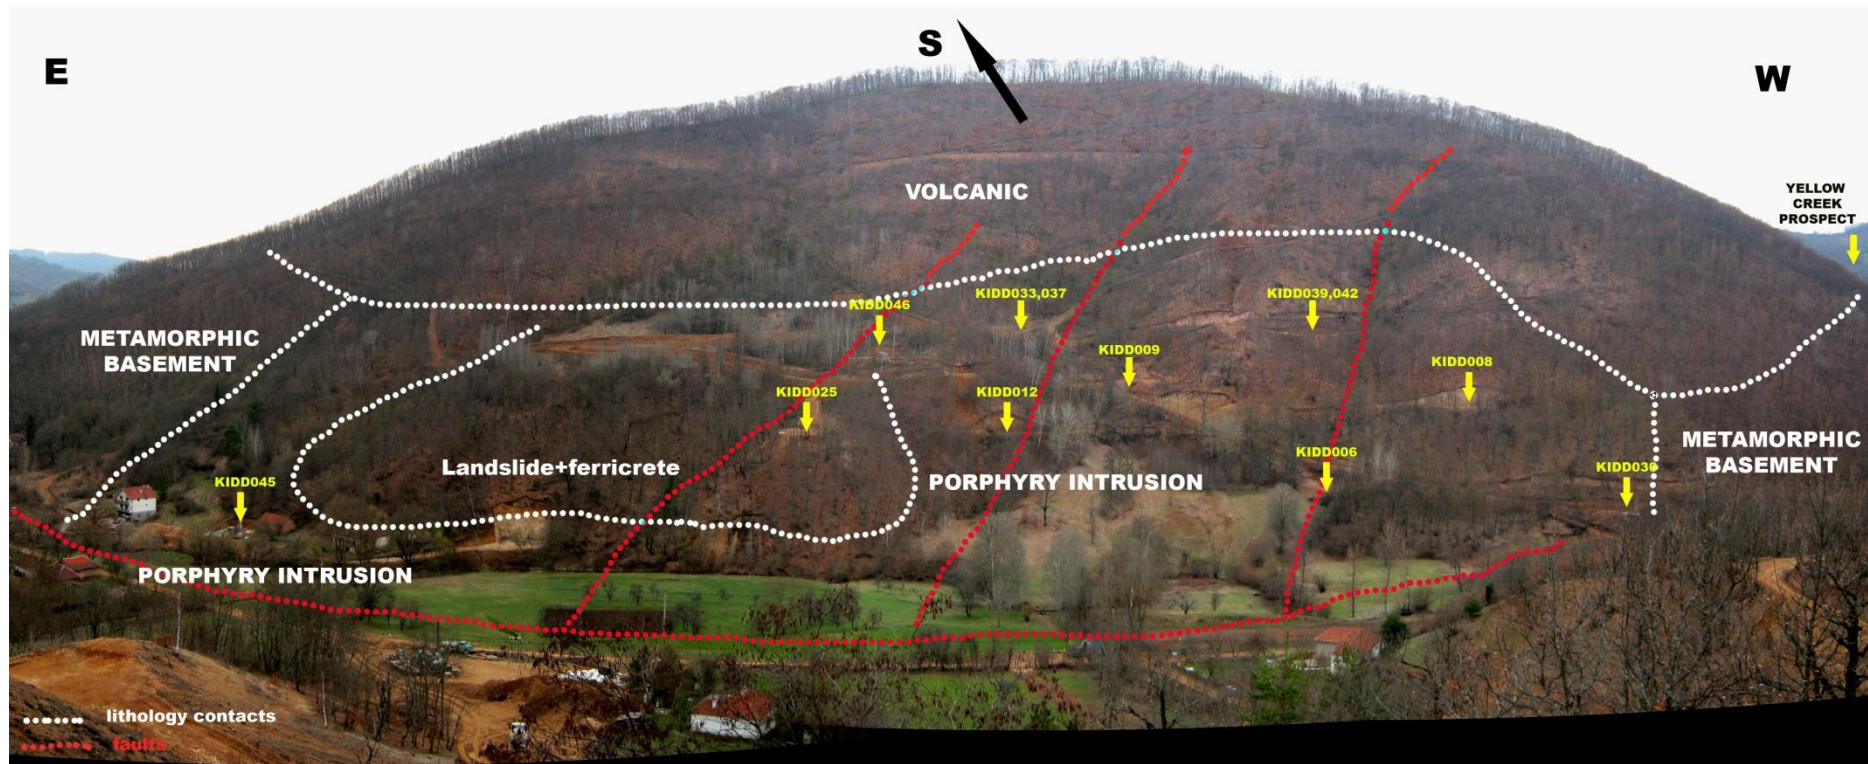 S
E
W
VOLCANIC
YELLOW
CREEK
PROSPECT
KIDD046
KIDD033,037
KIDD039,042
METAMORPHIC
BASEMENT
KIDD009
KIDD008
KIDD025
KIDD012
Landslide+ferricrete
KIDD045
PORPHYRY INTRUSION
KIDD006
KIDD030
METAMORPHIC
BASEMENT
PORPHYRY INTRUSION
lithology contacts
faults